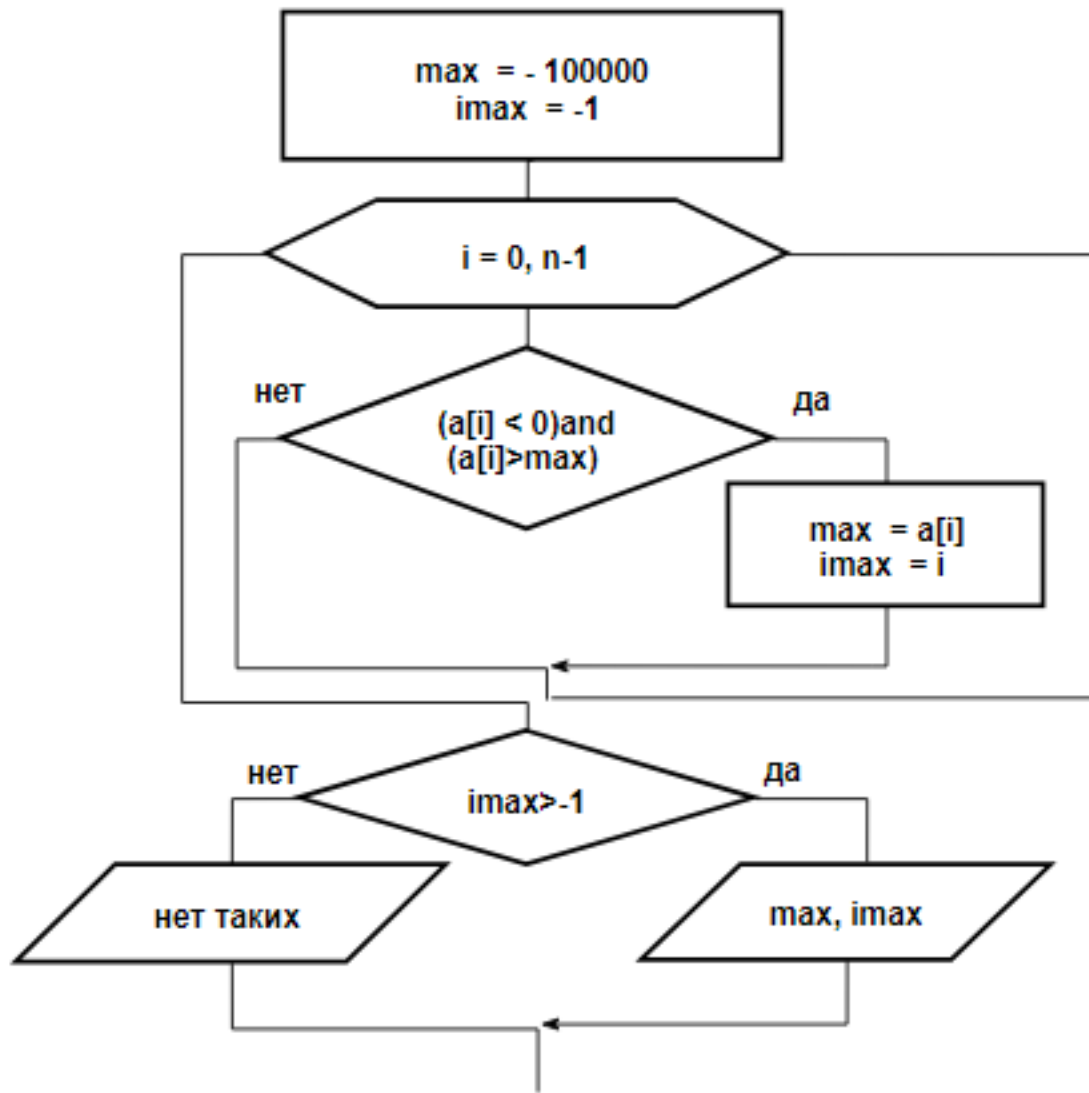 max = - 100000
imax = -1
i = 0, n-1
нет
да
(a[i] < 0)and
(a[i]>max)
max = a[i]
imax = i
нет
да
imax>-1
нет таких
max, imax